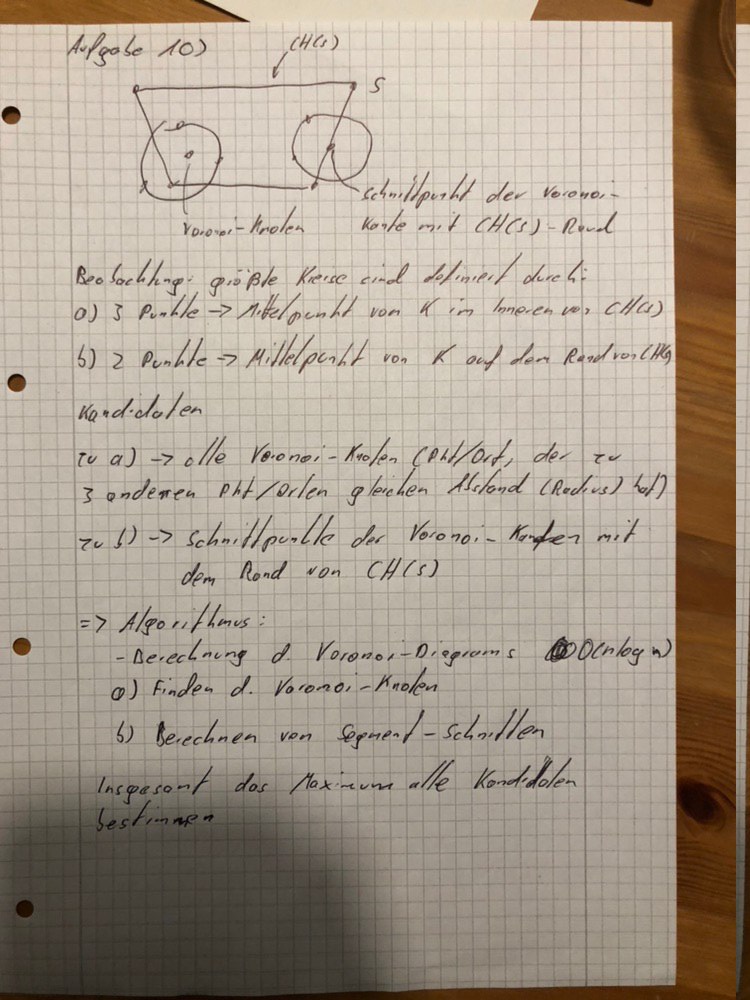 Aufgabe 10)
CH(S)
S
Schnittpunkt der Voronoi-
Voronoi-Knoten
Kante mit CH(S)-Rand
Beobachtung: größte Kreise sind definiert durch:
a) 3 Punkte -> Mittelpunkt von K im Inneren von CH(S)
b) 2 Punkte -> Mittelpunkt von K auf dem Rand von CH(S)
Kandidaten
zu a) -> alle Voronoi-Knoten (Pkt/Ort, der zu
3 anderen Pkt/Orten gleichen Abstand (Radius) hat)
zu b) -> Schnittpunkte der Voronoi-Kanten mit
dem Rand von CH(S)
=> Algorithmus:
- Berechnung d. Voronoi-Diagrams O(n log n)
a) Finden d. Voronoi-Knoten
b) Berechnen von Segment-Schnitten
Insgesamt das Maximum alle Kandidaten
bestimmen